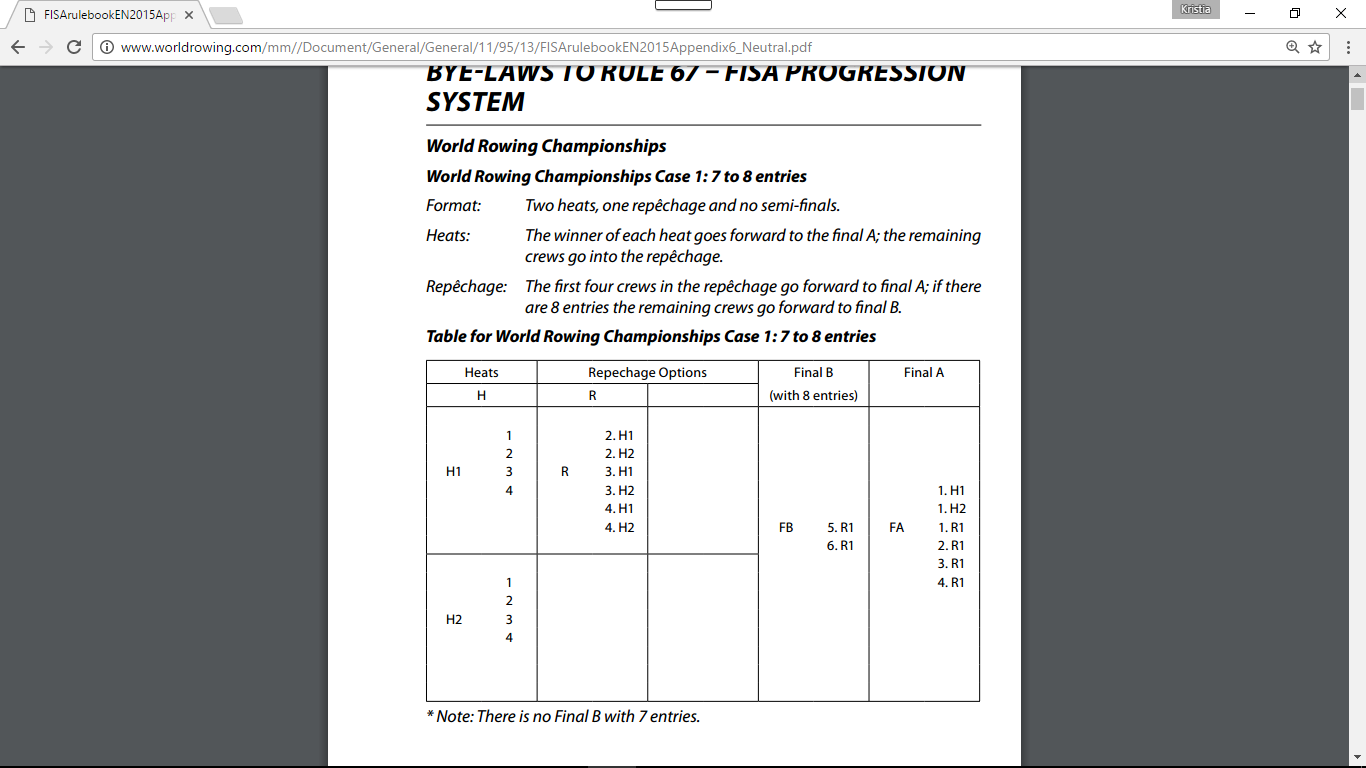 FISArulebookEN2015App
Kristia
www.worldrowing.com/mm//Document/General/General/11/95/13/FISArulebookEN2015Appendix6_Neutral.pdf
BYE-LAWS TO RULE 67 – FISA PROGRESSION
SYSTEM
World Rowing Championships
World Rowing Championships Case 1: 7 to 8 entries
Format: Two heats, one repêchage and no semi-finals.
Heats: The winner of each heat goes forward to the final A; the remaining
crews go into the repêchage.
Repêchage: The first four crews in the repêchage go forward to final A; if there
are 8 entries the remaining crews go forward to final B.
Table for World Rowing Championships Case 1: 7 to 8 entries
Heats Repechage Options Final B Final A
H R (with 8 entries)
1 2. H1
2 2. H2
H1 3 R 3. H1
4 3. H2 1. H1
4. H1 1. H2
4. H2 FB 5. R1 FA 1. R1
6. R1 2. R1
3. R1
1 4. R1
2
H2 3
4
* Note: There is no Final B with 7 entries.